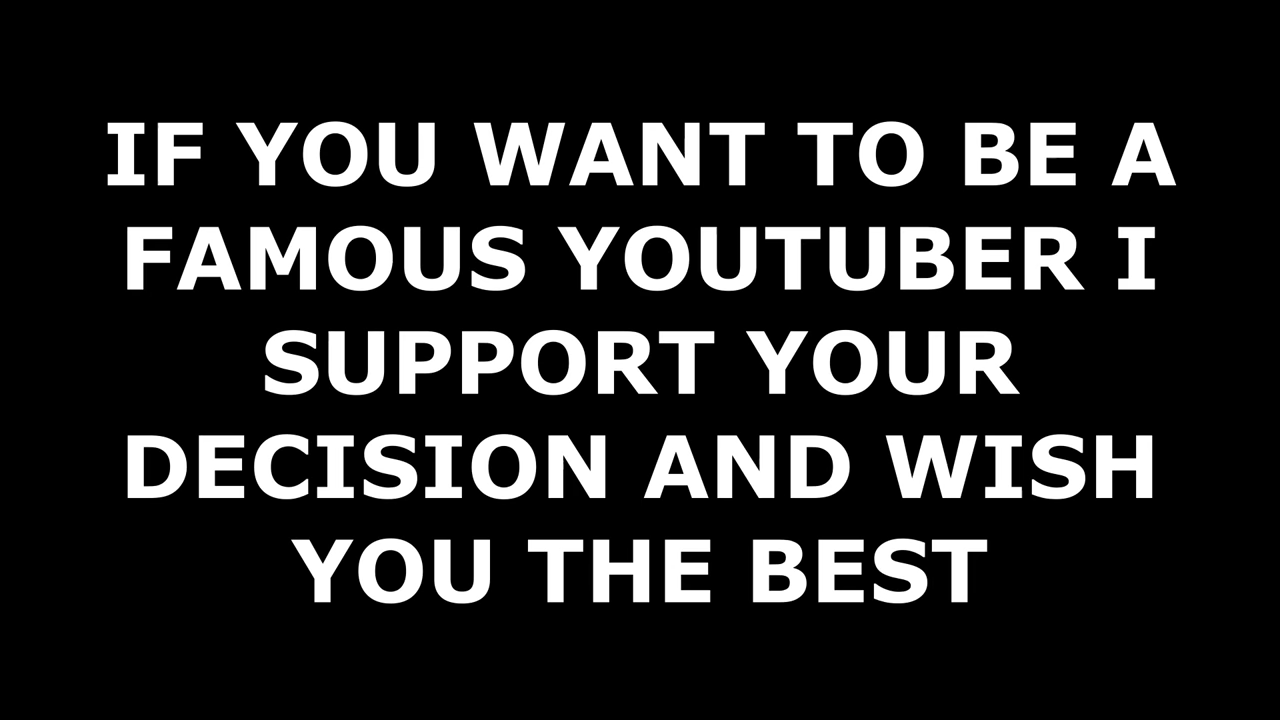 IF YOU WANT TO BE A
FAMOUS YOUTUBER I
SUPPORT YOUR
DECISION AND WISH
YOU THE BEST